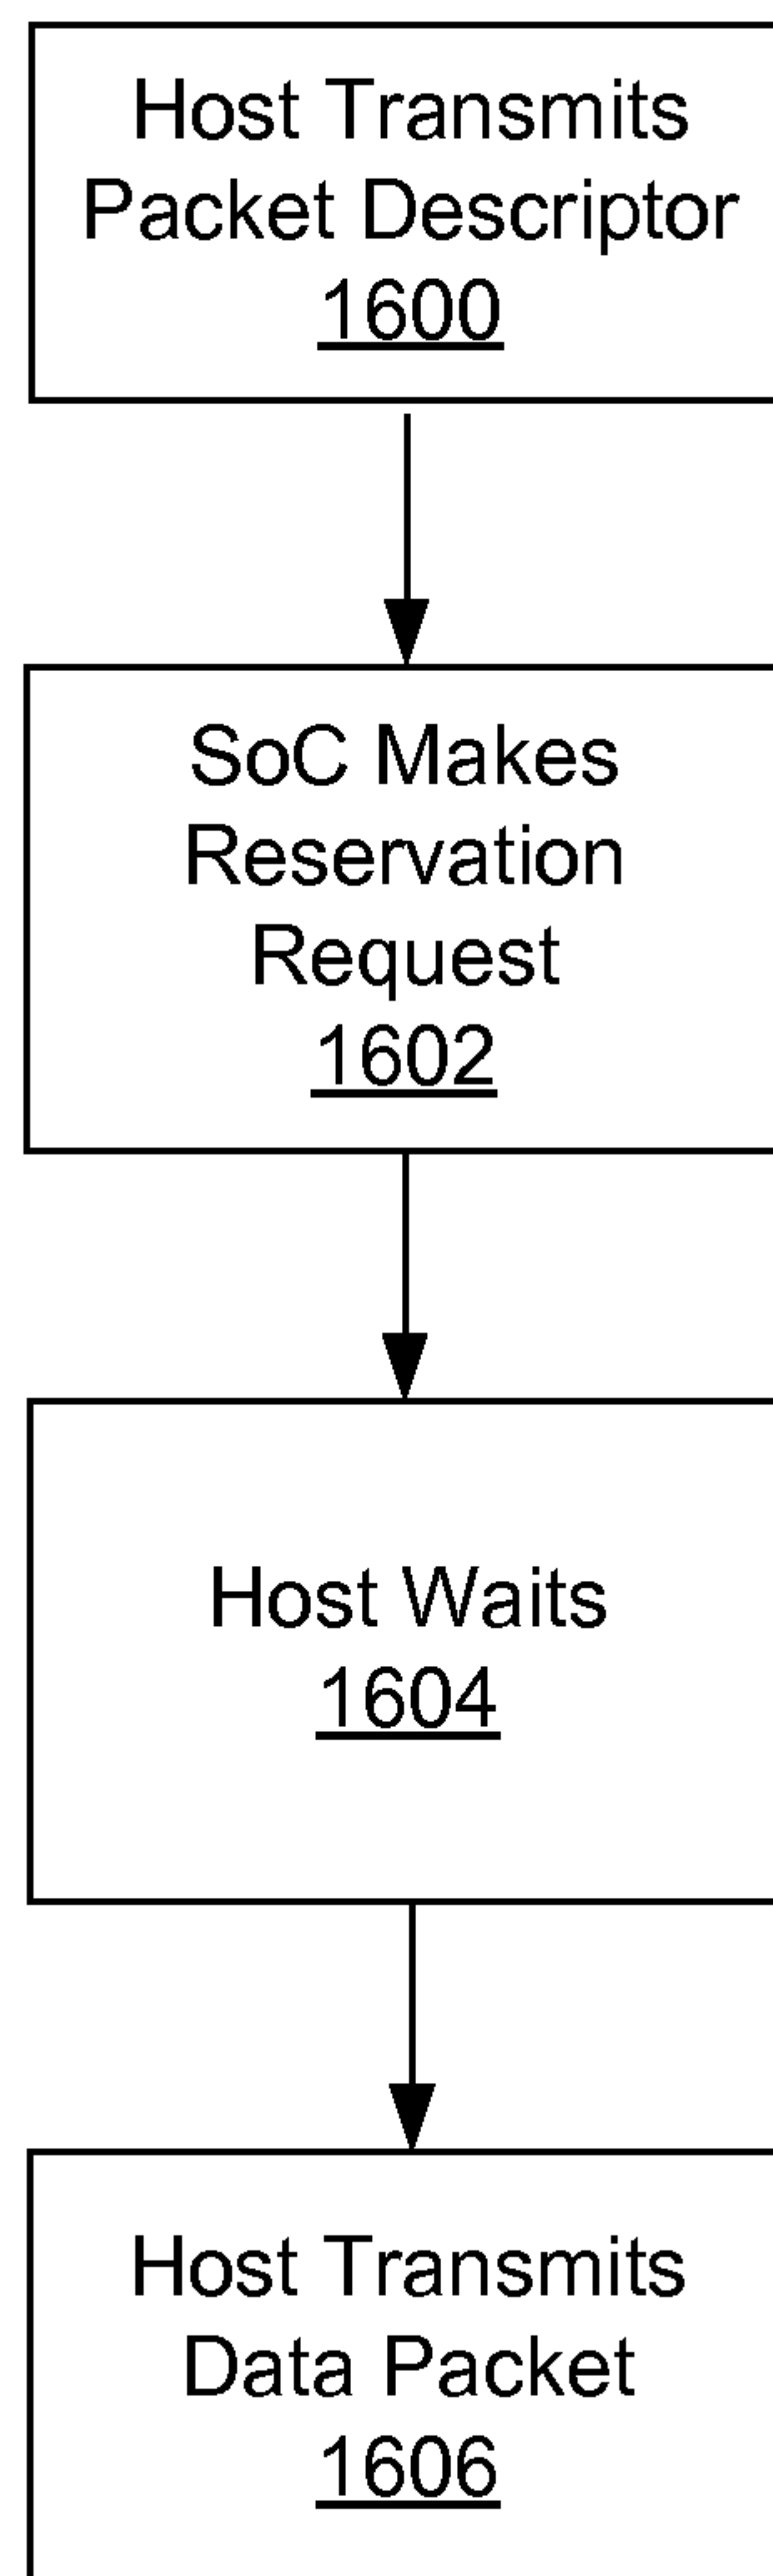 Host Transmits
Packet Descriptor
1600
SoC Makes
Reservation
Request
1602
Host Waits
1604
Host Transmits
Data Packet
1606